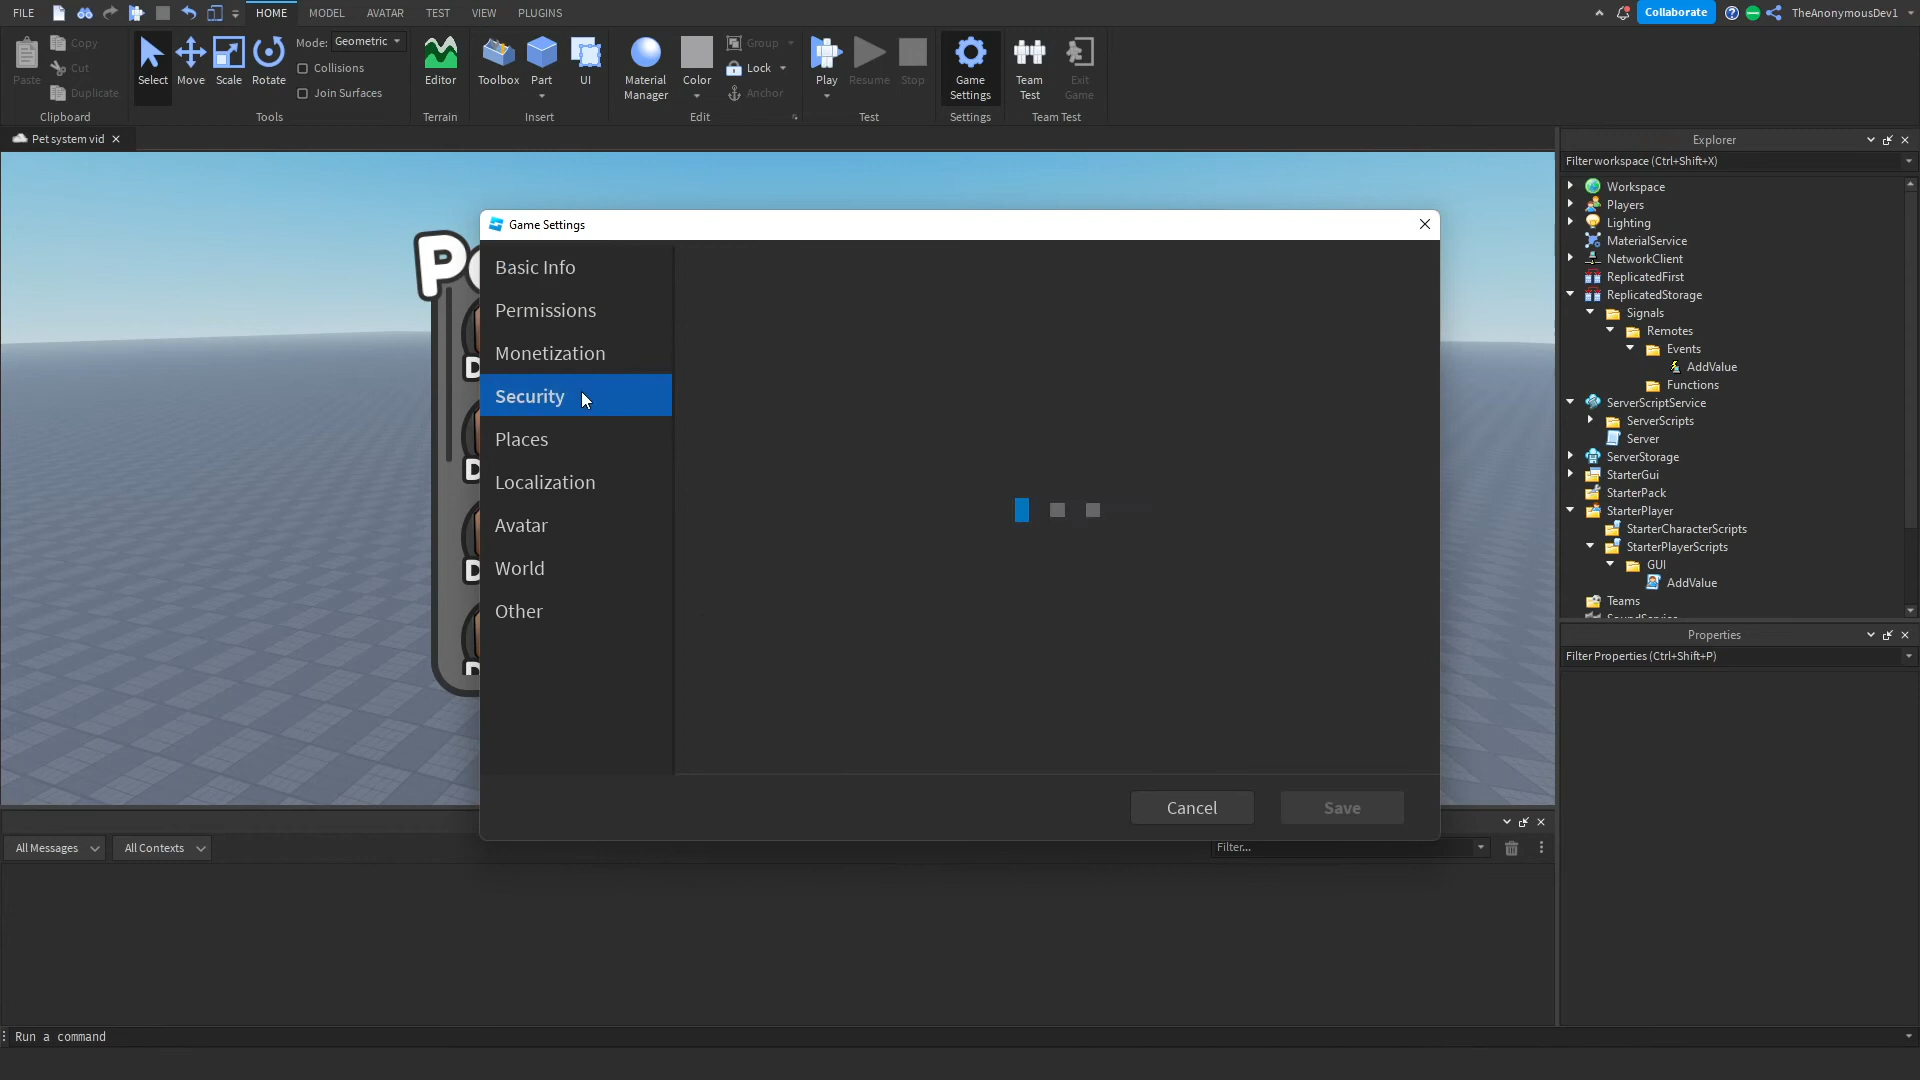 FILE HOME MODEL AVATAR TEST VIEW PLUGINS Collaborate TheAnonymousDev1
Paste
Copy
Cut
Duplicate
Clipboard
Select Move Scale Rotate
Mode: Geometric
Collisions
Join Surfaces
Tools
Editor
Terrain
Toolbox Part UI
Insert
Material Manager
Color
Group
Lock
Anchor
Edit
Play Resume Stop
Test
Game Settings
Settings
Team Test
Exit Game
Team Test
Pet system vid
Game Settings
Basic Info
Permissions
Monetization
Security
Places
Localization
Avatar
World
Other
Cancel Save
All Messages All Contexts
Filter...
Run a command
Explorer
Filter workspace (Ctrl+Shift+X)
Workspace
Players
Lighting
MaterialService
NetworkClient
ReplicatedFirst
ReplicatedStorage
Signals
Remotes
Events
AddValue
Functions
ServerScriptService
ServerScripts
Server
ServerStorage
StarterGui
StarterPack
StarterPlayer
StarterCharacterScripts
StarterPlayerScripts
GUI
AddValue
Teams
Properties
Filter Properties (Ctrl+Shift+P)